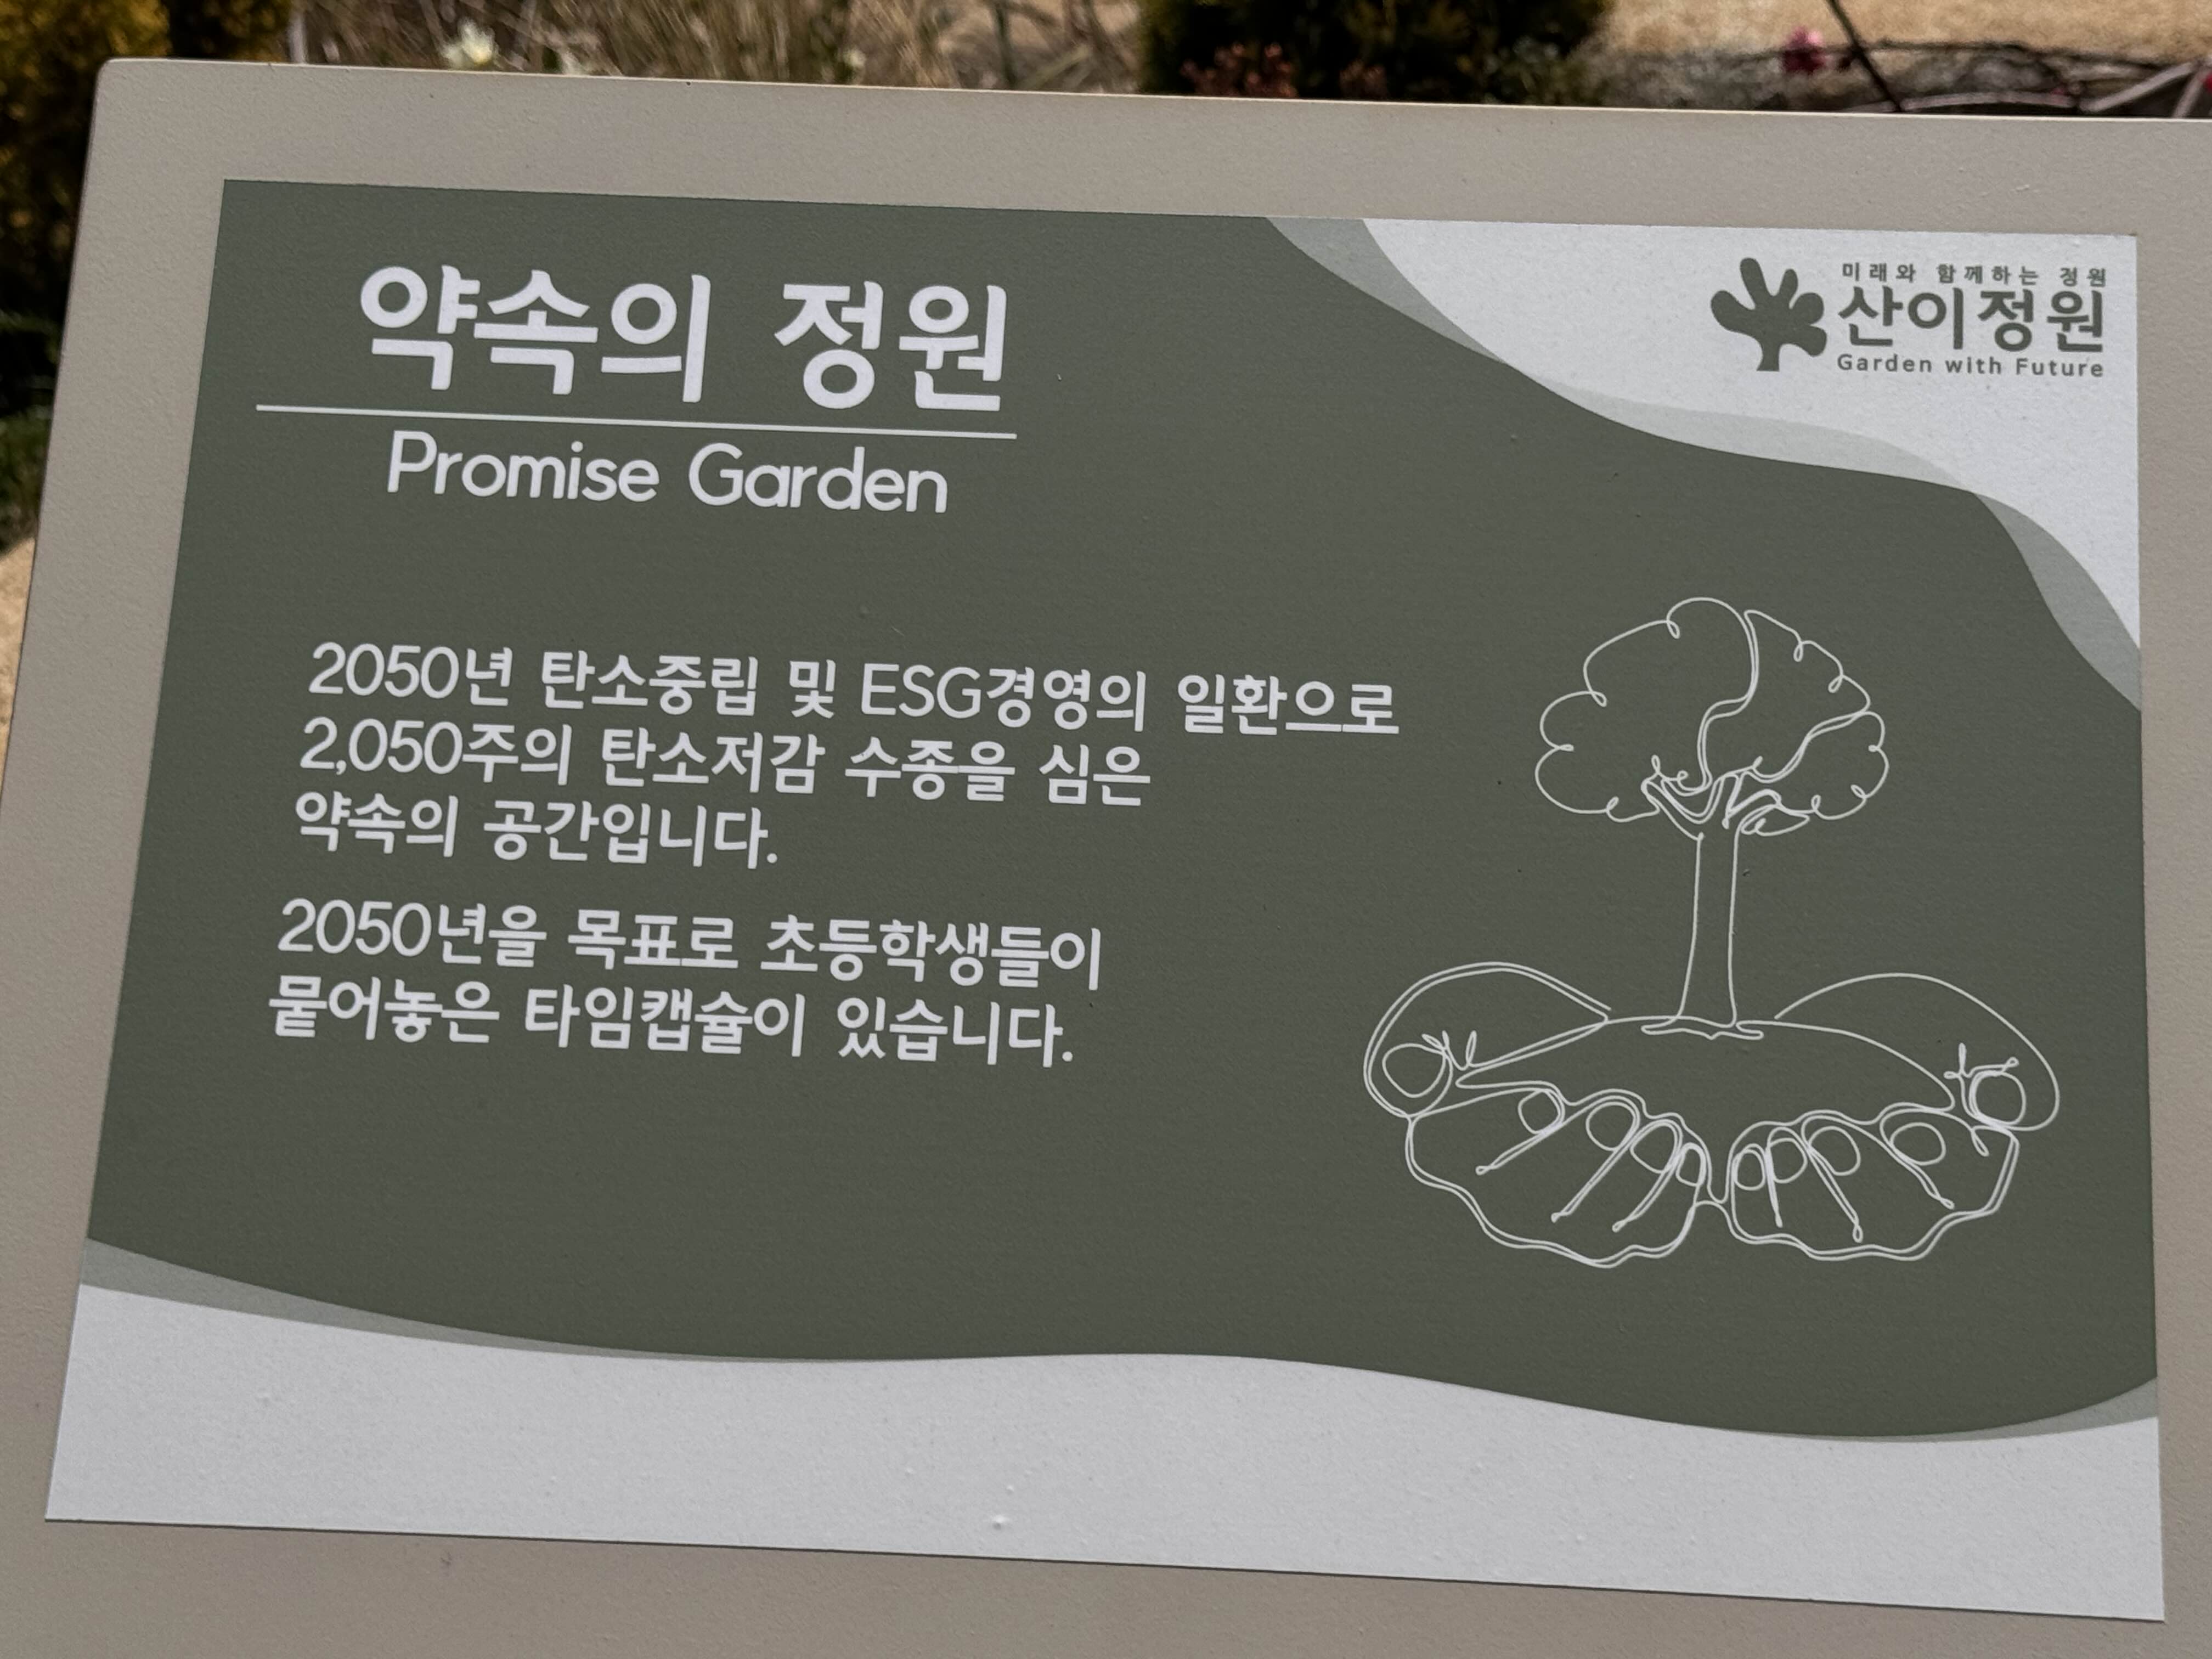 약속의 정원
Promise Garden
미래와 함께하는 정원
산이정원
Garden with Future
2050년 탄소중립 및 ESG경영의 일환으로
2,050주의 탄소저감 수종을 심은
약속의 공간입니다.
2050년을 목표로 초등학생들이
뭍어놓은 타임캡슐이 있습니다.